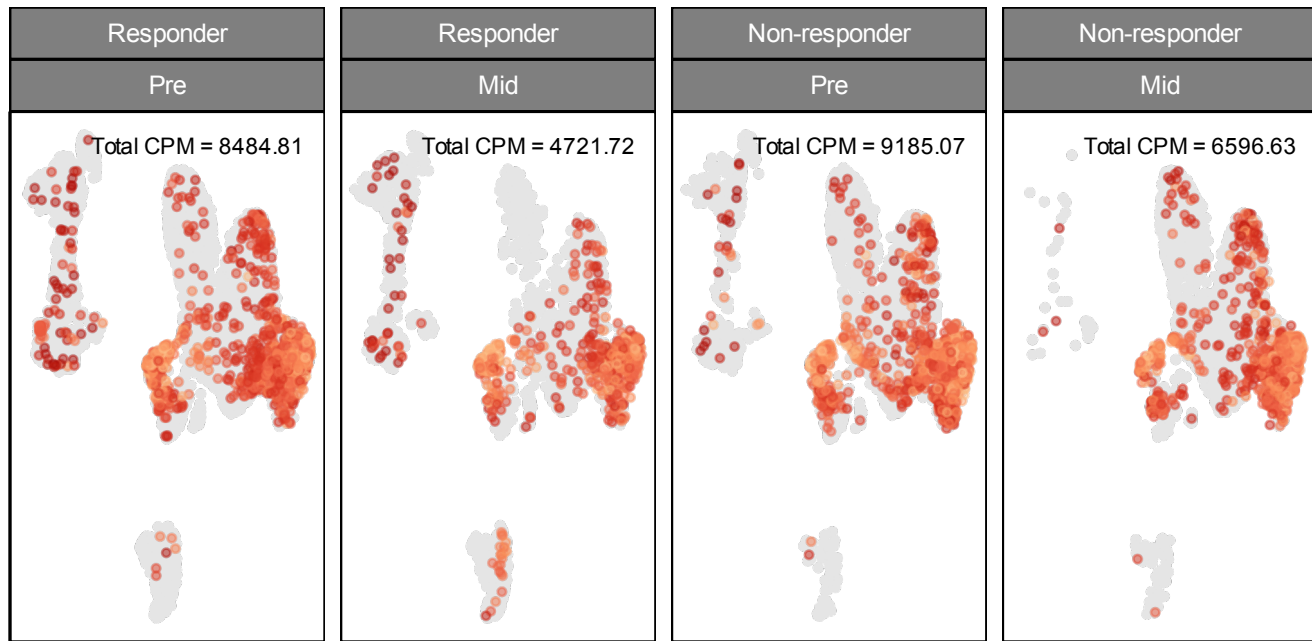 Responder
Pre
Total CPM = 8484.81
Responder
Mid
Total CPM = 4721.72
Non-responder
Pre
Total CPM = 9185.07
Non-responder
Mid
Total CPM = 6596.63